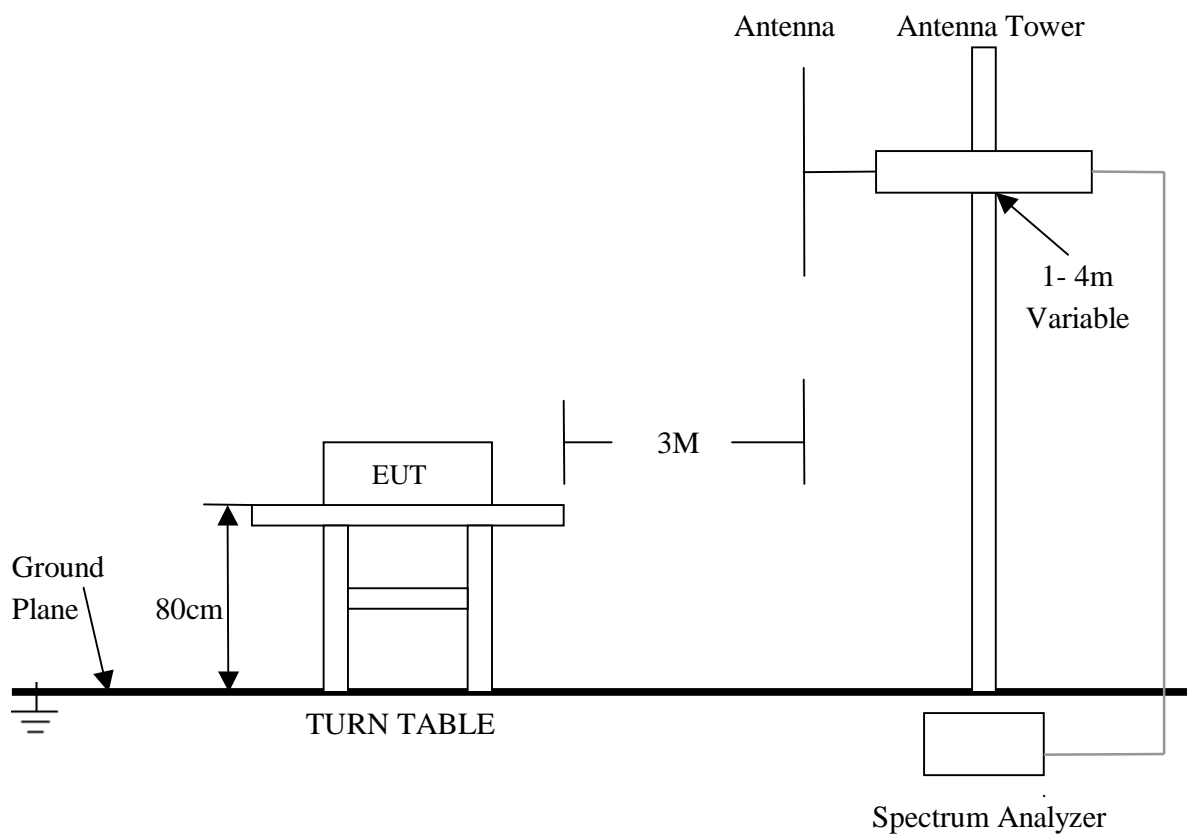 Antenna
Antenna Tower
1- 4m
Variable
3M
EUT
Ground
Plane
80cm
TURN TABLE
Spectrum Analyzer